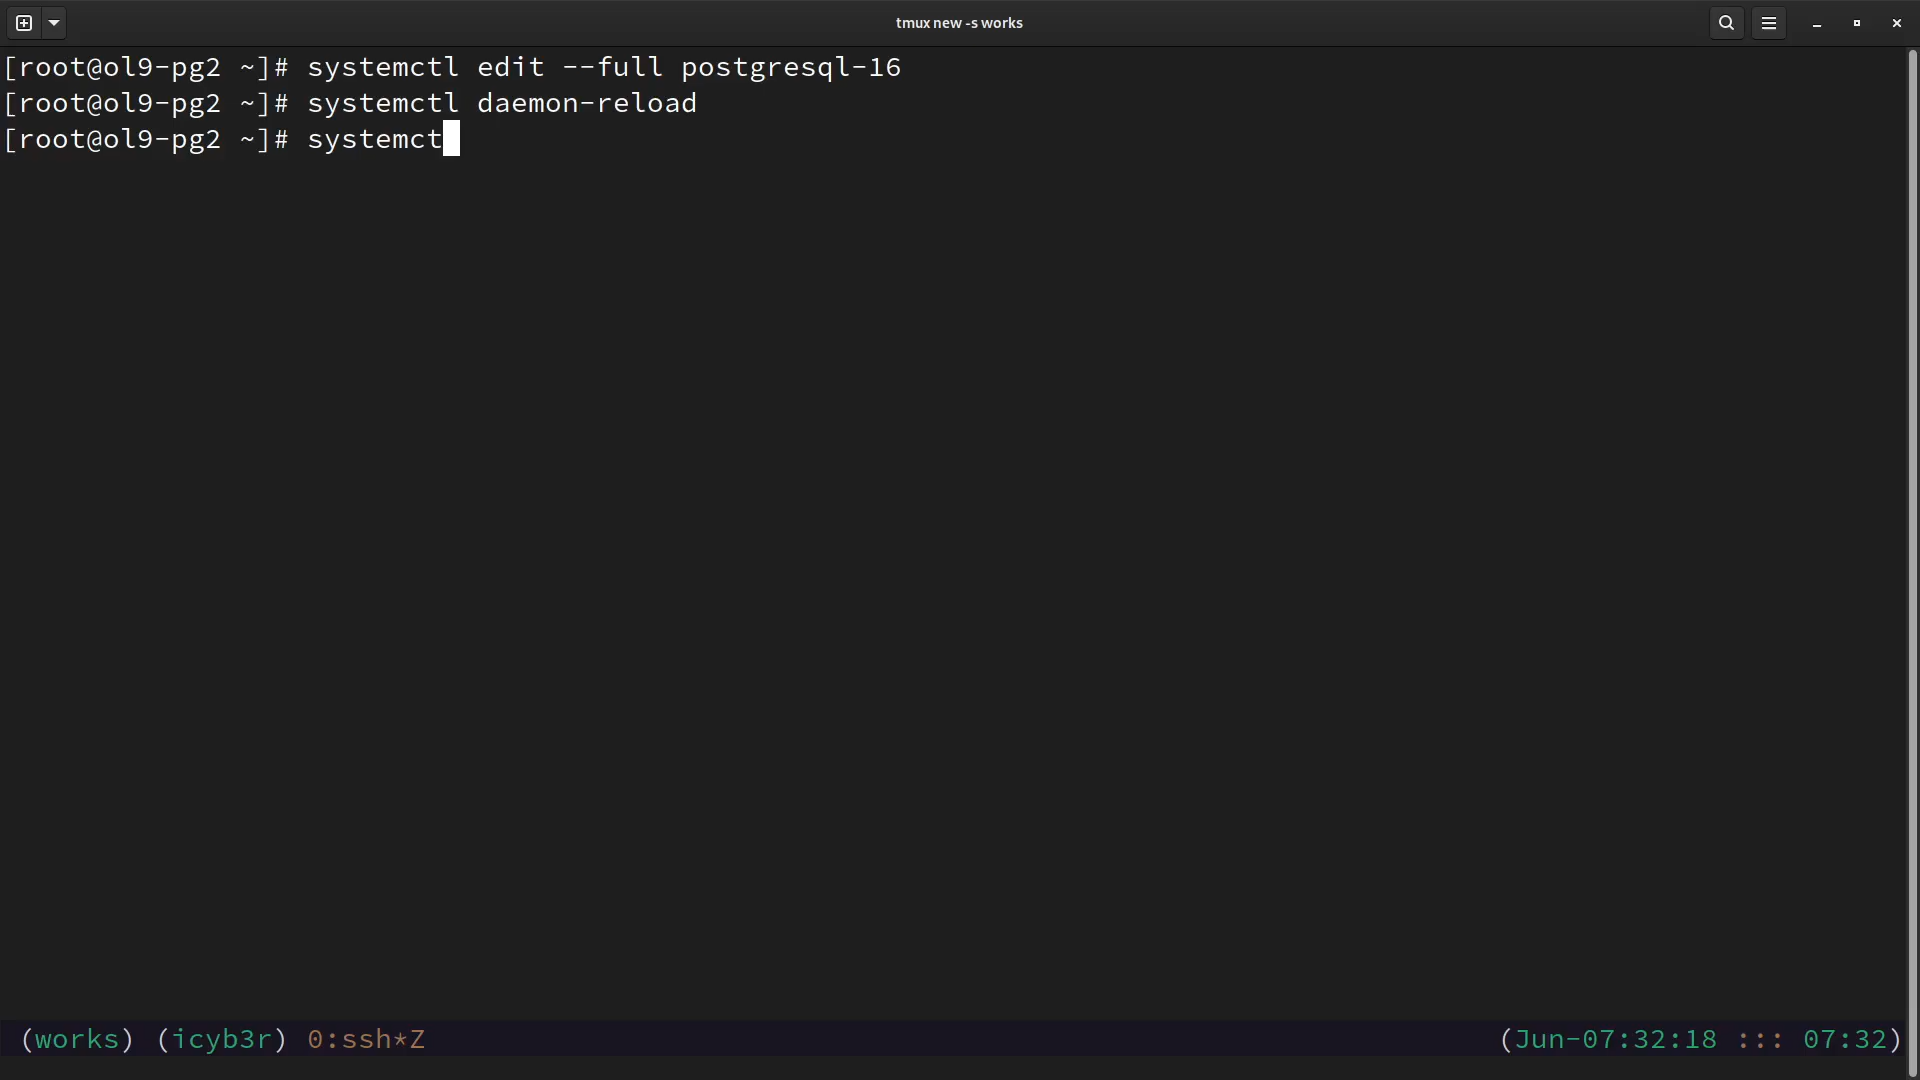 tmux new -s works
[root@ol9-pg2 ~]# systemctl edit --full postgresql-16
[root@ol9-pg2 ~]# systemctl daemon-reload
[root@ol9-pg2 ~]# systemct
(works) (icyb3r) 0:ssh*Z
(Jun-07:32:18 ::: 07:32)